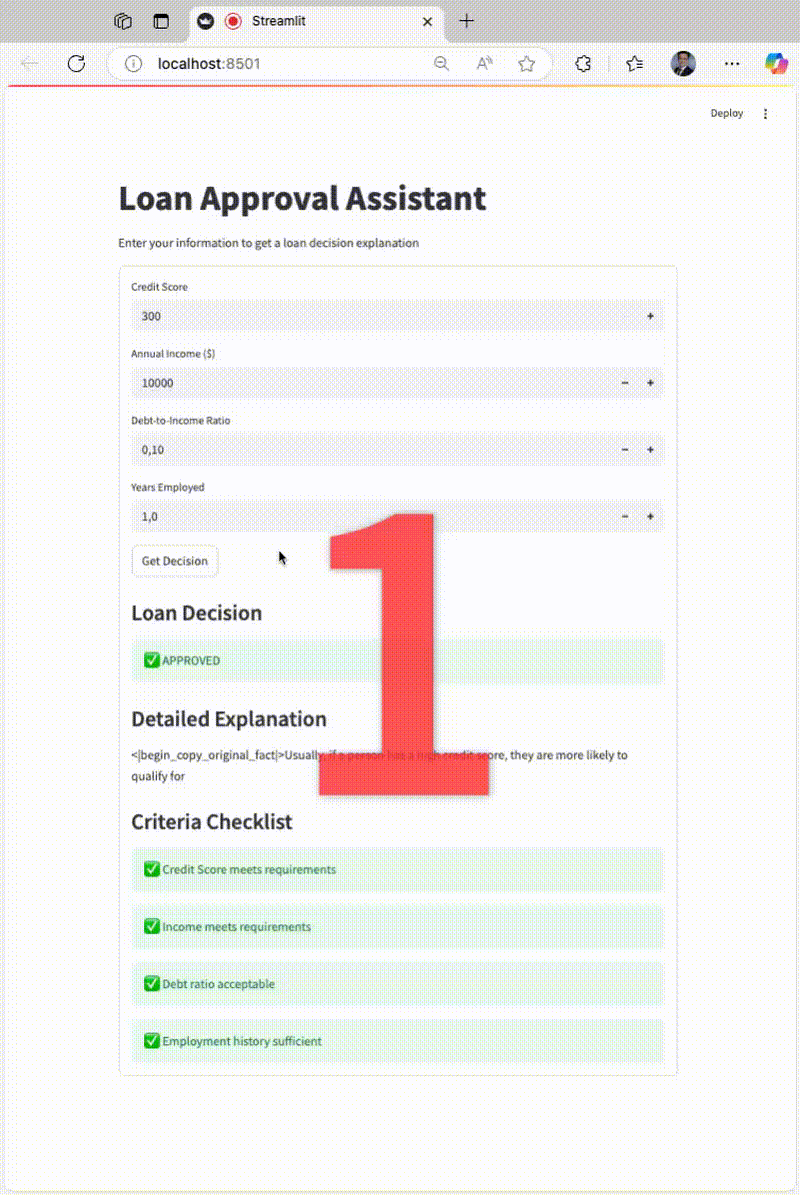 Streamlit
localhost:8501
Deploy
Loan Approval Assistant
Enter your information to get a loan decision explanation
Credit Score
300
Annual Income ($)
10000
Debt-to-Income Ratio
0,10
Years Employed
1,0
Get Decision
1
Loan Decision
✅ APPROVED
Detailed Explanation
<|begin_copy_original_fact|>Usually, if a person has a high credit score, they are more likely to
qualify for
Criteria Checklist
✅ Credit Score meets requirements
✅ Income meets requirements
✅ Debt ratio acceptable
✅ Employment history sufficient